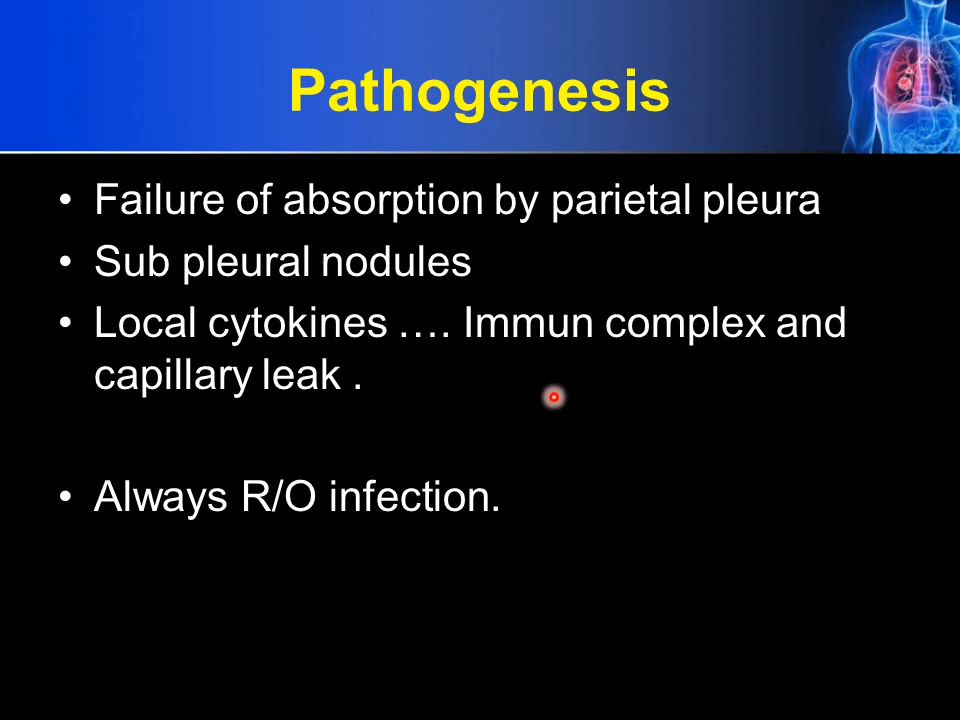 Pathogenesis
• Failure of absorption by parietal pleura
• Sub pleural nodules
• Local cytokines …. Immun complex and
capillary leak .
• Always R/O infection.